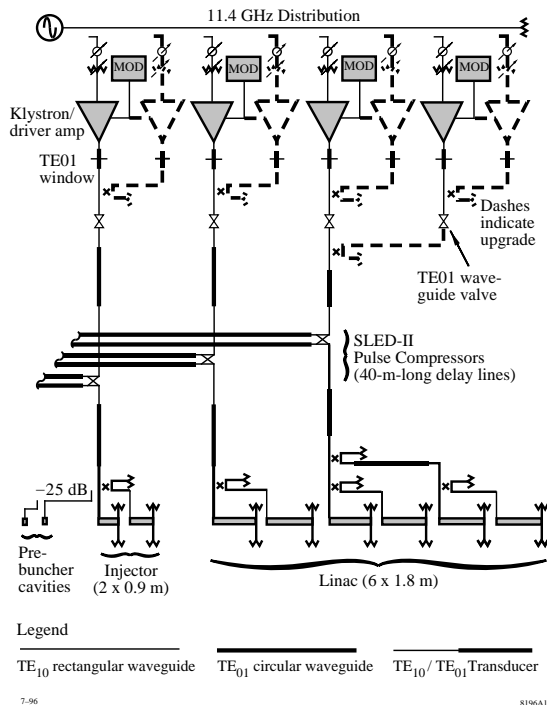 11.4 GHz Distribution
MOD
MOD
MOD
MOD
Klystron/
driver amp
TE01
window
Dashes
indicate
upgrade
TE01 wave-
guide valve
SLED-II
Pulse Compressors
(40-m-long delay lines)
−25 dB
Pre-
buncher
cavities
Injector
(2 x 0.9 m)
Linac (6 x 1.8 m)
Legend
TE10 rectangular waveguide
TE01 circular waveguide
TE10 / TE01 Transducer
7–96
8196A1